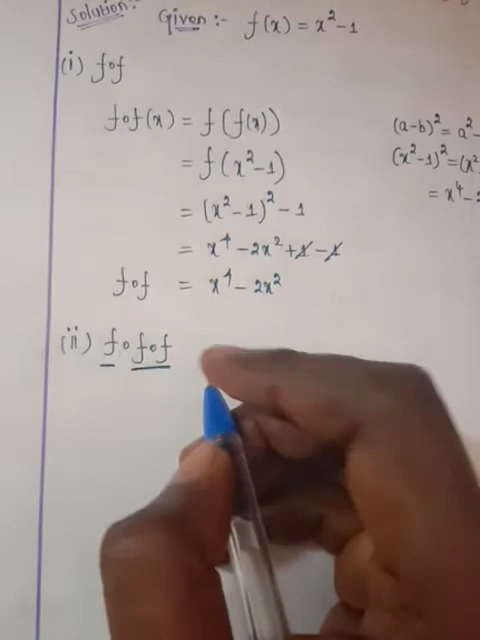 Solution: Given :- f(x) = x² - 1
(i) fof
fof(x) = f(f(x))
= f(x² - 1)
= (x² - 1)² - 1
= x⁴ - 2x² + 1 - 1
fof = x⁴ - 2x²
(a-b)² = a² -
(x² - 1)² = (x²
= x⁴ -
(ii) fofof